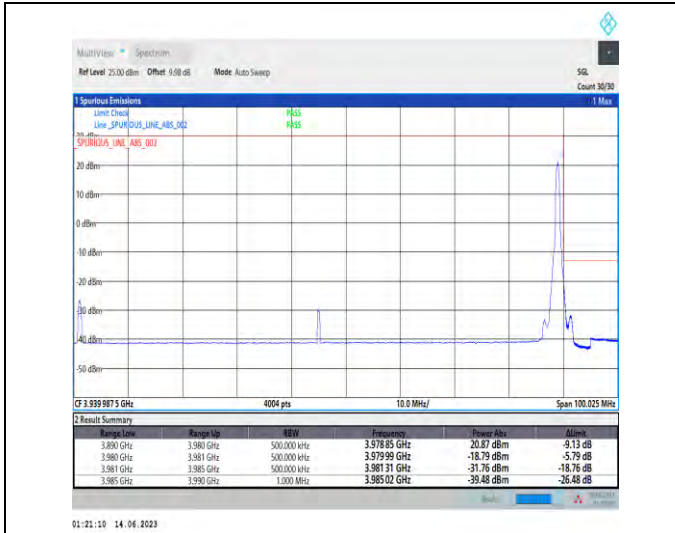 MultiView Spectrum
Ref Level 25.00 dBm Offset 9.98 dB Mode Auto Sweep SGL
Count 30/30
1 Spurious Emissions 1 Max
Limit Check PASS
Line _SPURIOUS_LINE_ABS_002 PASS
_SPURIOUS_LINE_ABS_002
20 dBm
10 dBm
0 dBm
-10 dBm
-20 dBm
-30 dBm
-40 dBm
-50 dBm
CF 3.939 987 5 GHz 4004 pts 10.0 MHz/ Span 100.025 MHz
2 Result Summary
Range Low Range Up RBW Frequency Power Abs ΔLimit
3.890 GHz 3.980 GHz 500.000 kHz 3.978 85 GHz 20.87 dBm -9.13 dB
3.980 GHz 3.981 GHz 500.000 kHz 3.979 99 GHz -18.79 dBm -5.79 dB
3.981 GHz 3.985 GHz 500.000 kHz 3.981 31 GHz -31.76 dBm -18.76 dB
3.985 GHz 3.990 GHz 1.000 MHz 3.985 02 GHz -39.48 dBm -26.48 dB
01:21:10 14.06.2023